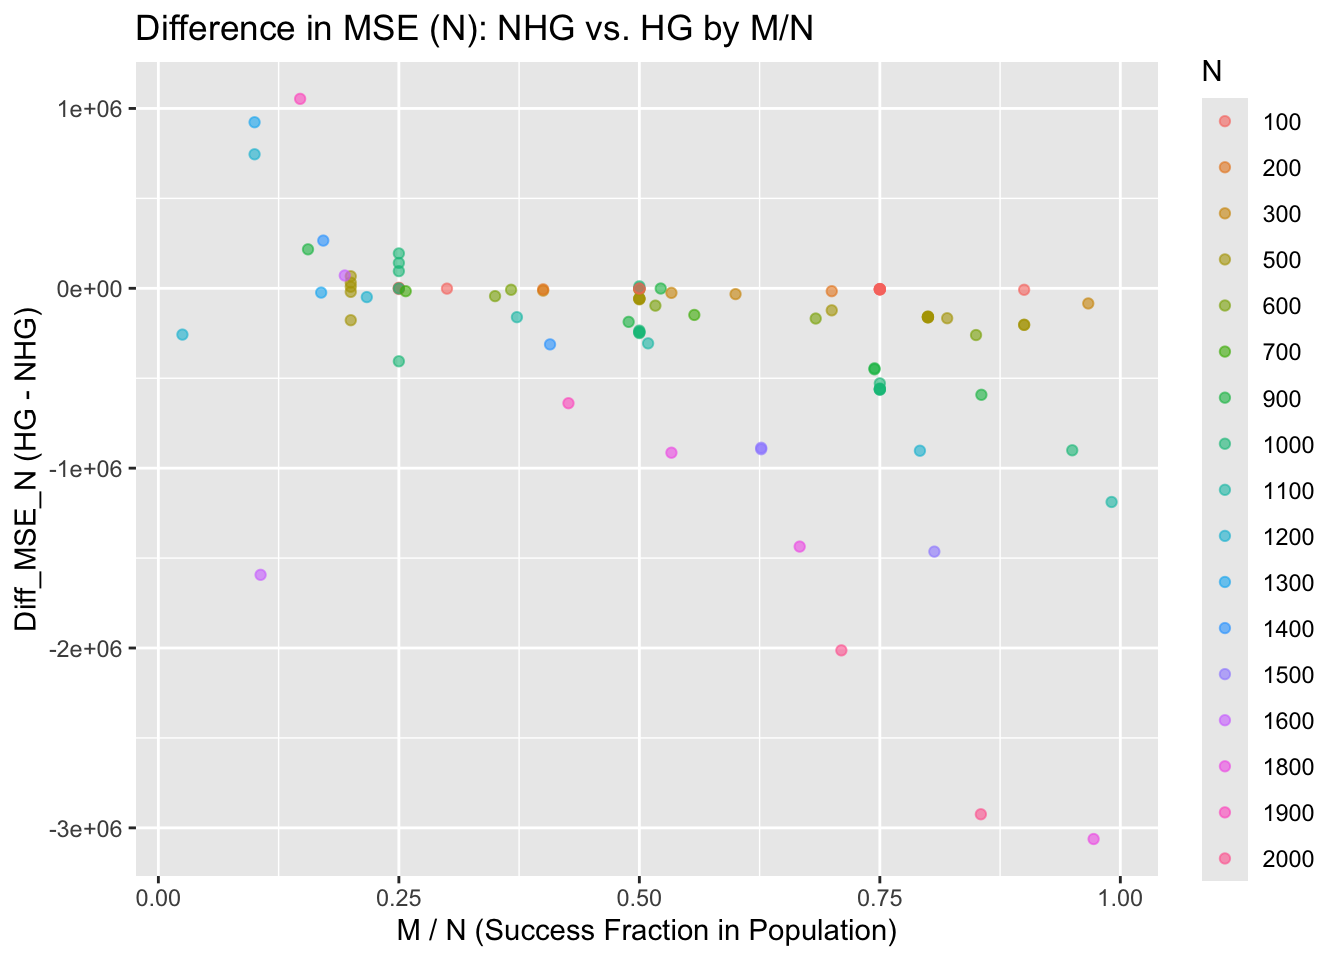 Difference in MSE (N): NHG vs. HG by M/N
Diff_MSE_N (HG - NHG)
1e+06
0e+00
-1e+06
-2e+06
-3e+06
0.00
0.25
0.50
0.75
1.00
M / N (Success Fraction in Population)
N
100
200
300
500
600
700
900
1000
1100
1200
1300
1400
1500
1600
1800
1900
2000